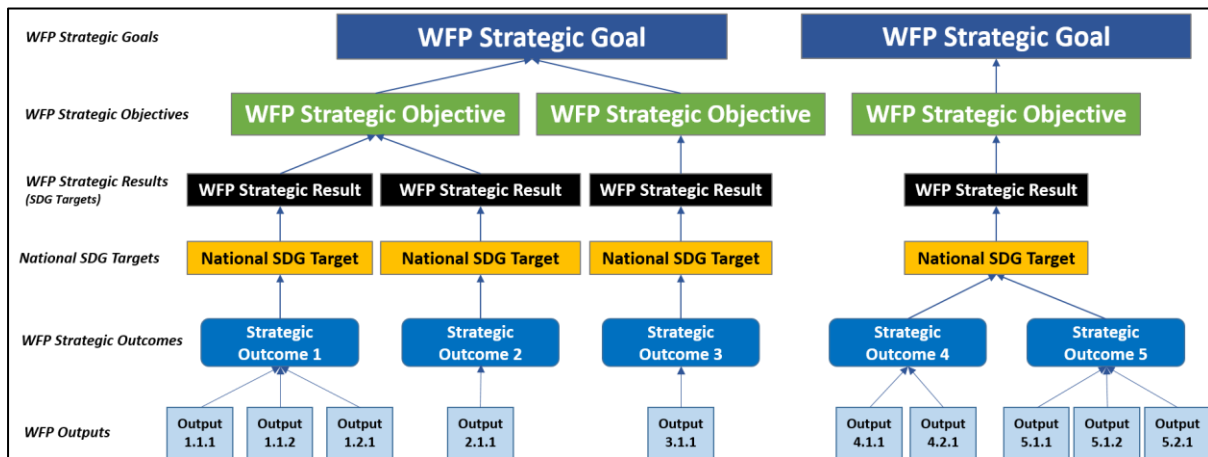 WFP Strategic Goals
WFP Strategic Goal
WFP Strategic Goal
WFP Strategic Objectives
WFP Strategic Objective
WFP Strategic Objective
WFP Strategic Objective
WFP Strategic Results
(SDG Targets)
WFP Strategic Result
WFP Strategic Result
WFP Strategic Result
WFP Strategic Result
National SDG Targets
National SDG Target
National SDG Target
National SDG Target
National SDG Target
WFP Strategic Outcomes
Strategic
Outcome 1
Strategic
Outcome 2
Strategic
Outcome 3
Strategic
Outcome 4
Strategic
Outcome 5
WFP Outputs
Output
1.1.1
Output
1.1.2
Output
1.2.1
Output
2.1.1
Output
3.1.1
Output
4.1.1
Output
4.2.1
Output
5.1.1
Output
5.1.2
Output
5.2.1